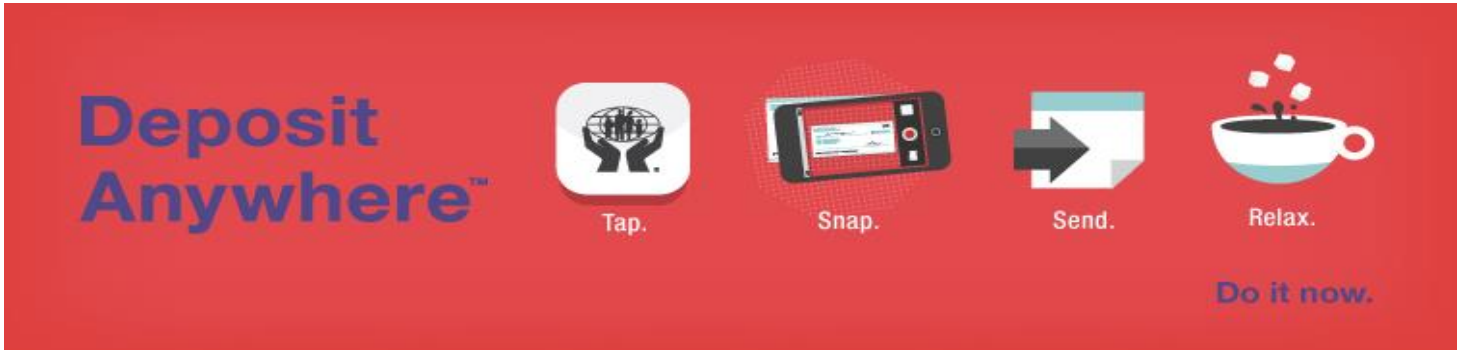 Deposit
Anywhere™
Tap.
Snap.
Send.
Relax.
Do it now.